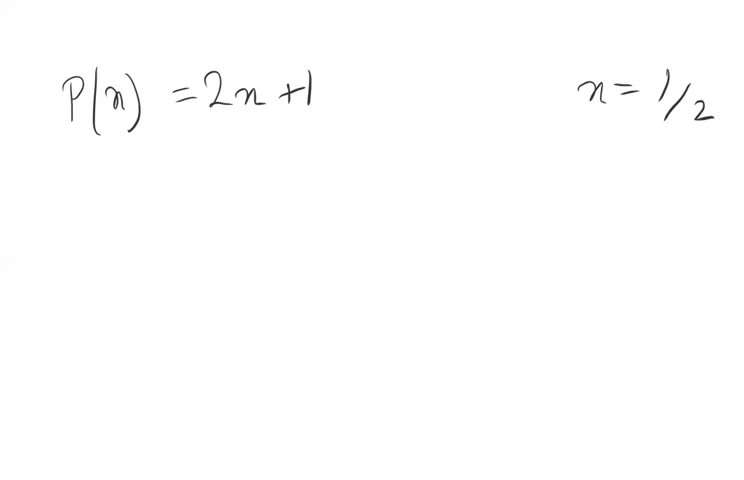 P(x) = 2x + 1
x = 1/2